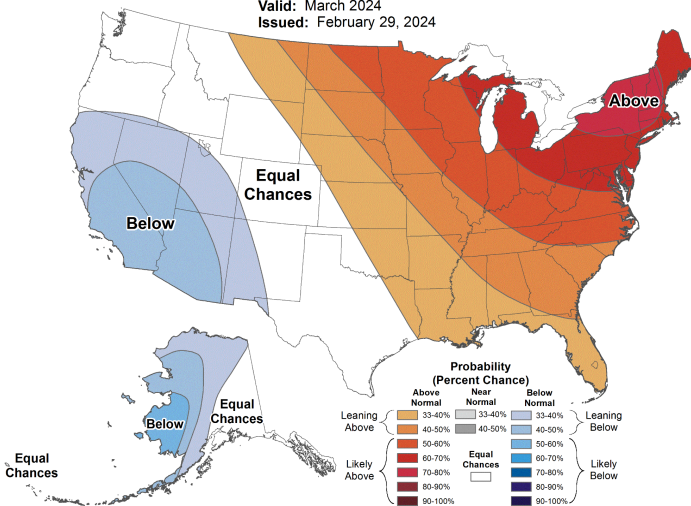 Valid: March 2024
Issued: February 29, 2024
Above
Equal
Chances
Below
Equal
Chances
Below
Equal
Chances
Probability
(Percent Chance)
Above
Normal
Near
Normal
Below
Normal
Leaning
Above
33-40%
33-40%
33-40%
Leaning
Below
40-50%
40-50%
40-50%
Likely
Above
50-60%
60-70%
70-80%
80-90%
90-100%
Equal
Chances
50-60%
60-70%
70-80%
80-90%
90-100%
Likely
Below